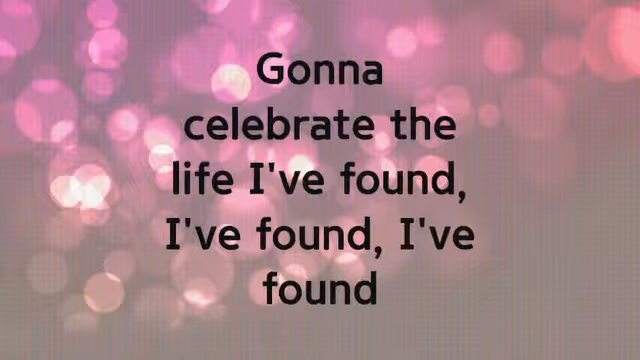 Gonna
celebrate the
life I've found,
I've found, I've
found